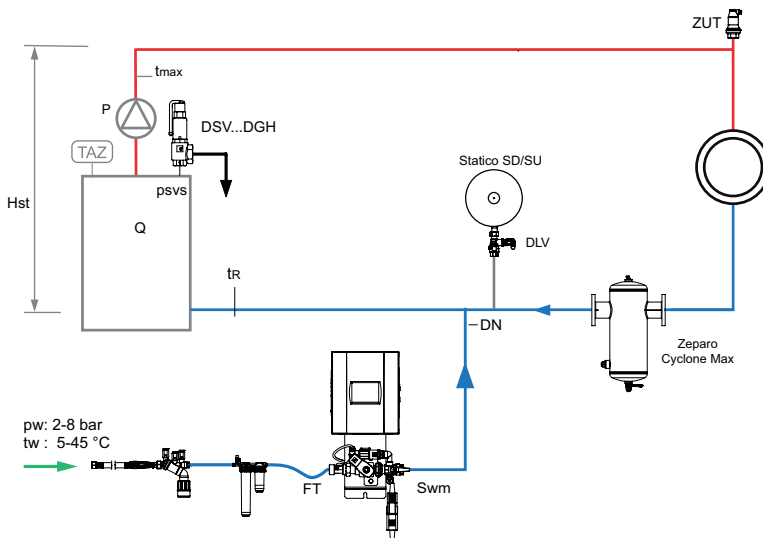 ZUT
tmax
P
DSV...DGH
TAZ
psvs
Statico SD/SU
Hst
Q
DLV
tR
DN
Zeparo
Cyclone Max
pw: 2-8 bar
tw : 5-45 °C
FT
Swm